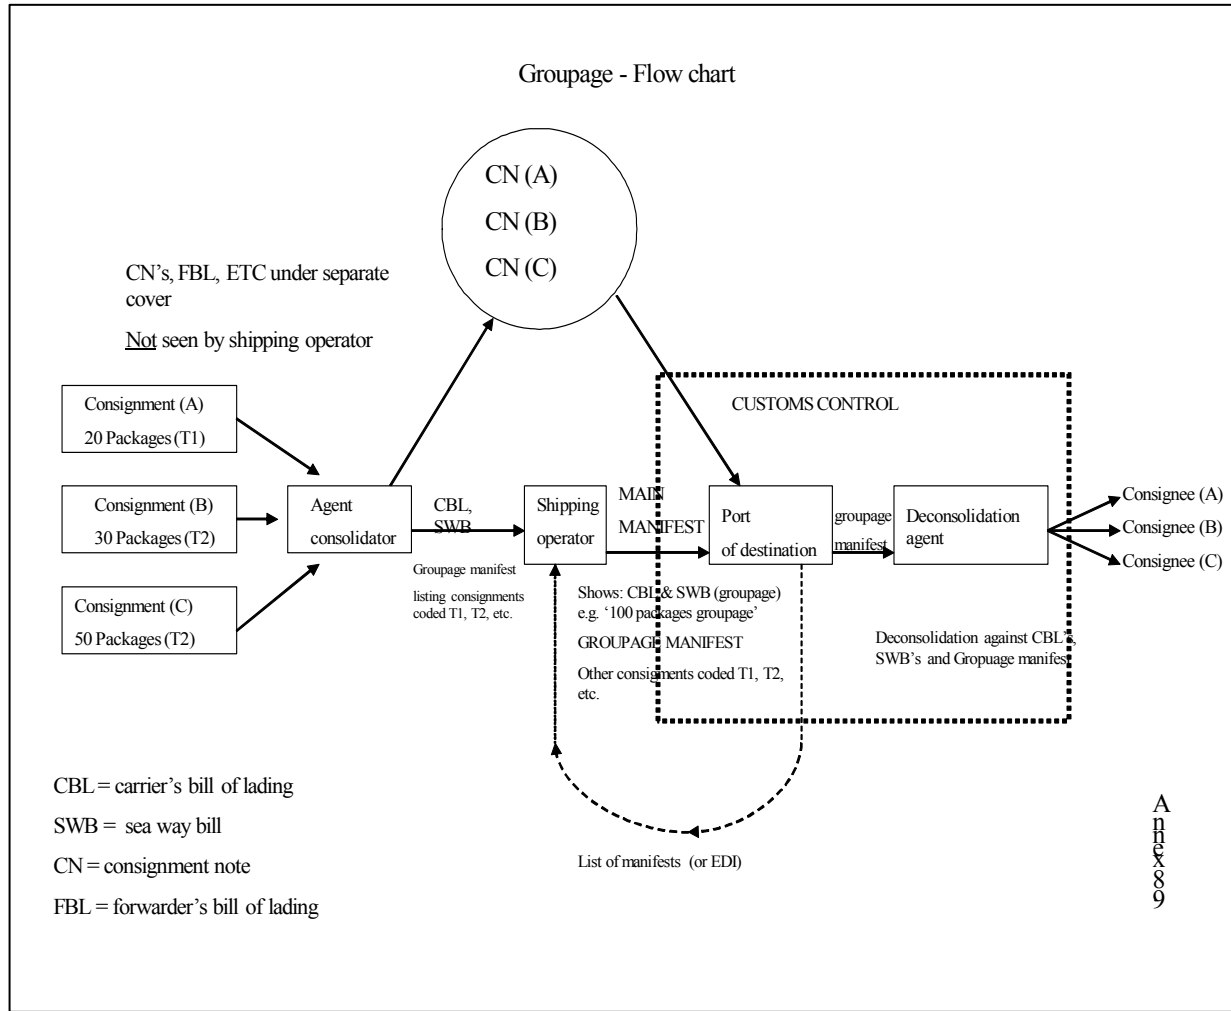 Groupage - Flow chart
CN (A)
CN (B)
CN (C)
CN's, FBL, ETC under separate
cover
Not seen by shipping operator
Consignment (A)
20 Packages (T1)
Consignment (B)
30 Packages (T2)
Consignment (C)
50 Packages (T2)
Agent
consolidator
CBL,
SWB
Groupage manifest
listing consignments
coded T1, T2, etc.
Shipping
operator
MAIN
MANIFEST
Shows: CBL & SWB (groupage)
e.g. ‘100 packages groupage’
GROUPAGE MANIFEST
Other consigments coded T1, T2,
etc.
CUSTOMS CONTROL
Port
of destination
groupage
manifest
Deconsolidation
agent
Deconsolidation against CBL's,
SWB's and Gropuage manifest
Consignee (A)
Consignee (B)
Consignee (C)
List of manifests (or EDI)
CBL = carrier's bill of lading
SWB = sea way bill
CN = consignment note
FBL = forwarder's bill of lading
Annex 8.9